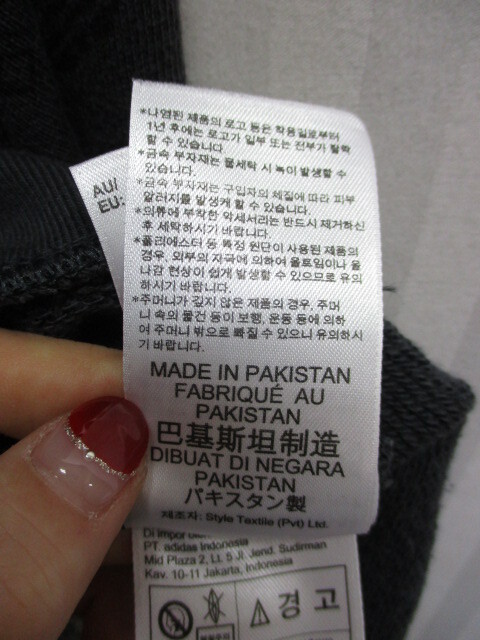 *나염된 제품의 로고 등은 착용일로부터
1년 후에는 로고가 일부 또는 전부가 탈락
할 수 있습니다.
*금속 부자재는 물세탁 시 녹이 발생할 수
있습니다.
*금속 부자재는 구입자의 체질에 따라 피부
알러지를 발생케 할 수 있습니다.
*의류에 부착한 악세서리는 반드시 제거하신
후 세탁하시기 바랍니다.
*폴리에스터 등 특정 원단이 사용된 제품의
경우, 외부의 자극에 의하여 올트임이나 올
나감 현상이 쉽게 발생할 수 있으므로 유의
하시기 바랍니다.
*주머니가 깊지 않은 제품의 경우, 주머
니 속의 물건 등이 보행, 운동 등에 의하
여 주머니 밖으로 빠질 수 있으니 유의하시
기 바랍니다.
MADE IN PAKISTAN
FABRIQUÉ AU
PAKISTAN
巴基斯坦制造
DIBUAT DI NEGARA
PAKISTAN
パキスタン製
제조자: Style Textile (Pvt) Ltd.
AU/
EU:
Di impor
PT. adidas Indonesia
Mid Plaza 2, Lt. 5 Jl. Jend. Sudirman
Kav. 10-11 Jakarta, Indonesia
경 고